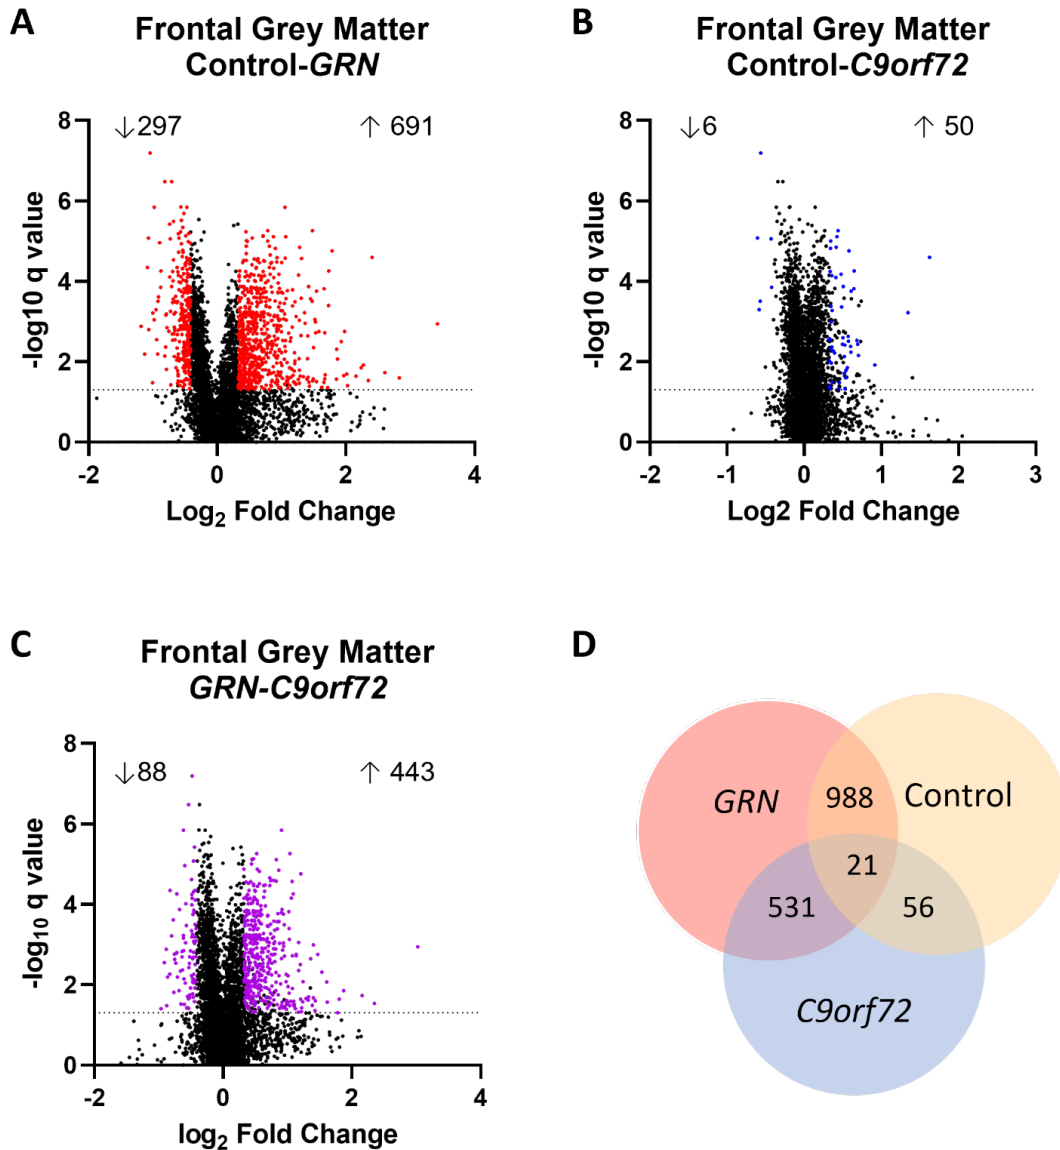 A
Frontal Grey Matter
Control-GRN
↓297
↑ 691
8
6
4
2
0
-log10 q value
-2
0
2
4
Log₂ Fold Change
B
Frontal Grey Matter
Control-C9orf72
↓6
↑ 50
8
6
4
2
0
-log10 q value
-2
-1
0
1
2
3
Log2 Fold Change
C
Frontal Grey Matter
GRN-C9orf72
↓88
↑ 443
8
6
4
2
0
-log₁₀ q value
-2
0
2
4
log₂ Fold Change
D
GRN
988
Control
21
531
56
C9orf72